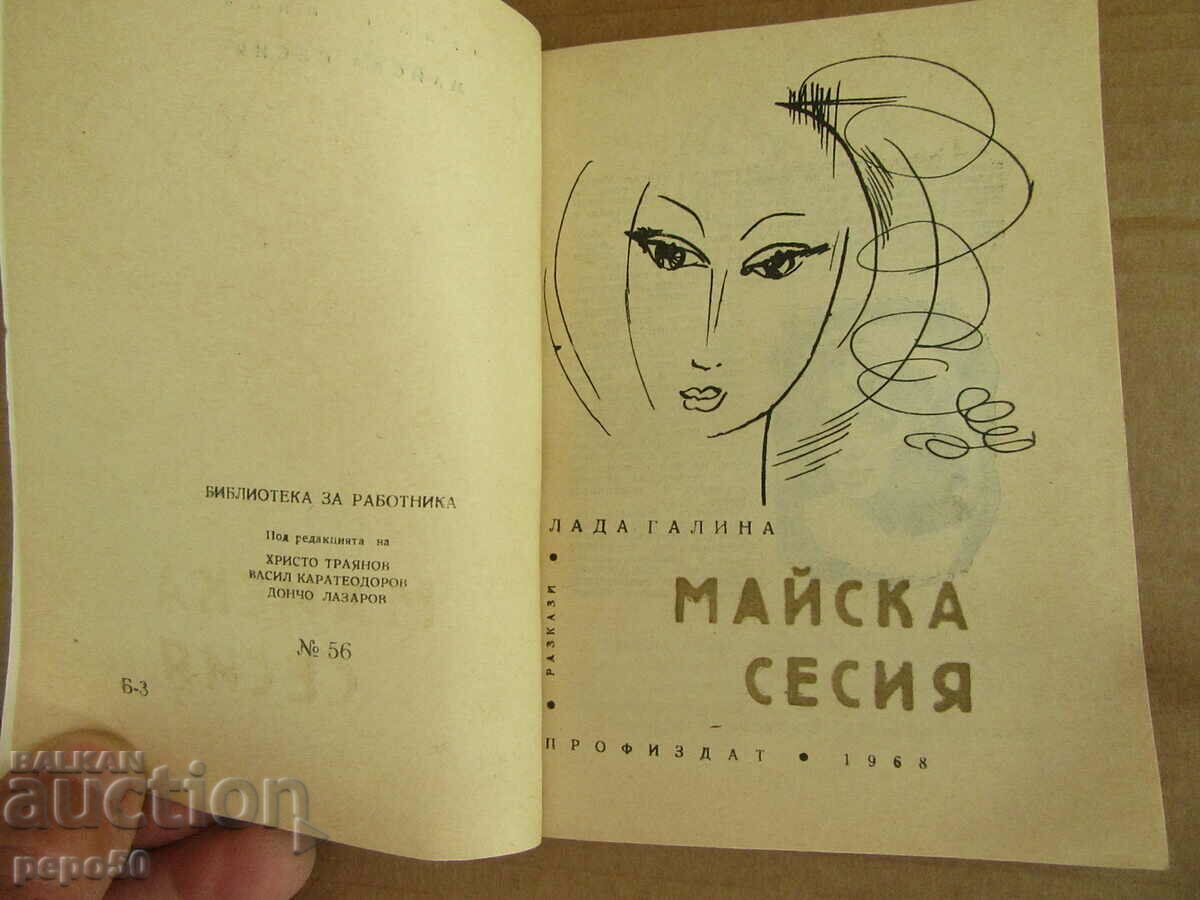 БИБЛИОТЕКА ЗА РАБОТНИКА
Под редакцията на
ХРИСТО ТРАЯНОВ
ВАСИЛ КАРАТЕОДОРОВ
ДОНЧО ЛАЗАРОВ
№ 56
Б-3
ЛАДА ГАЛИНА
• РАЗКАЗИ •
МАЙСКА
СЕСИЯ
ПРОФИЗДАТ • 1968
BALKAN
auction
pepo50